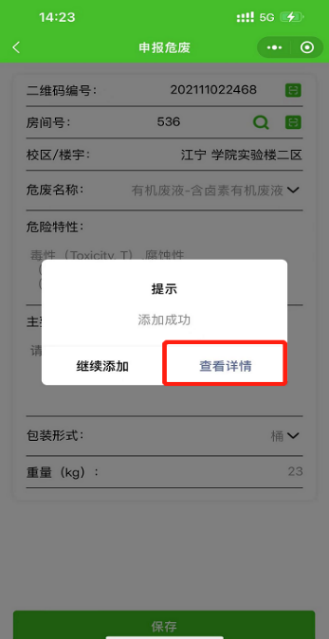 14:23
5G
申报危废
二维码编号：
202111022468
房间号：
536
校区/楼宇：
江宁 学院实验楼二区
危废名称：
有机废液-含卤素有机废液
危险特性：
毒性（Toxicity, T） 腐蚀性
（
（
提示
添加成功
主
请
继续添加
查看详情
包装形式：
桶
重量（kg）：
23
保存